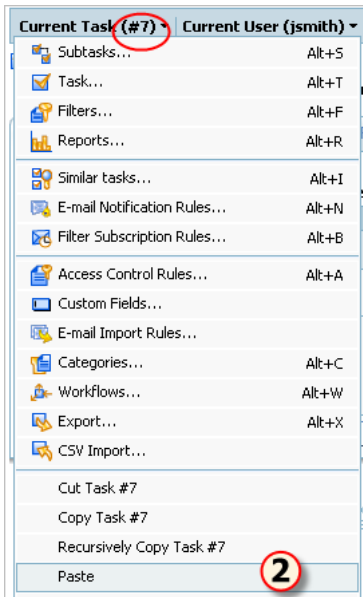 Current Task (#7) Current User (jsmith)
Subtasks... Alt+S
Task... Alt+T
Filters... Alt+F
Reports... Alt+R
Similar tasks... Alt+I
E-mail Notification Rules... Alt+N
Filter Subscription Rules... Alt+B
Access Control Rules... Alt+A
Custom Fields...
E-mail Import Rules...
Categories... Alt+C
Workflows... Alt+W
Export... Alt+X
CSV Import...
Cut Task #7
Copy Task #7
Recursively Copy Task #7
Paste 2